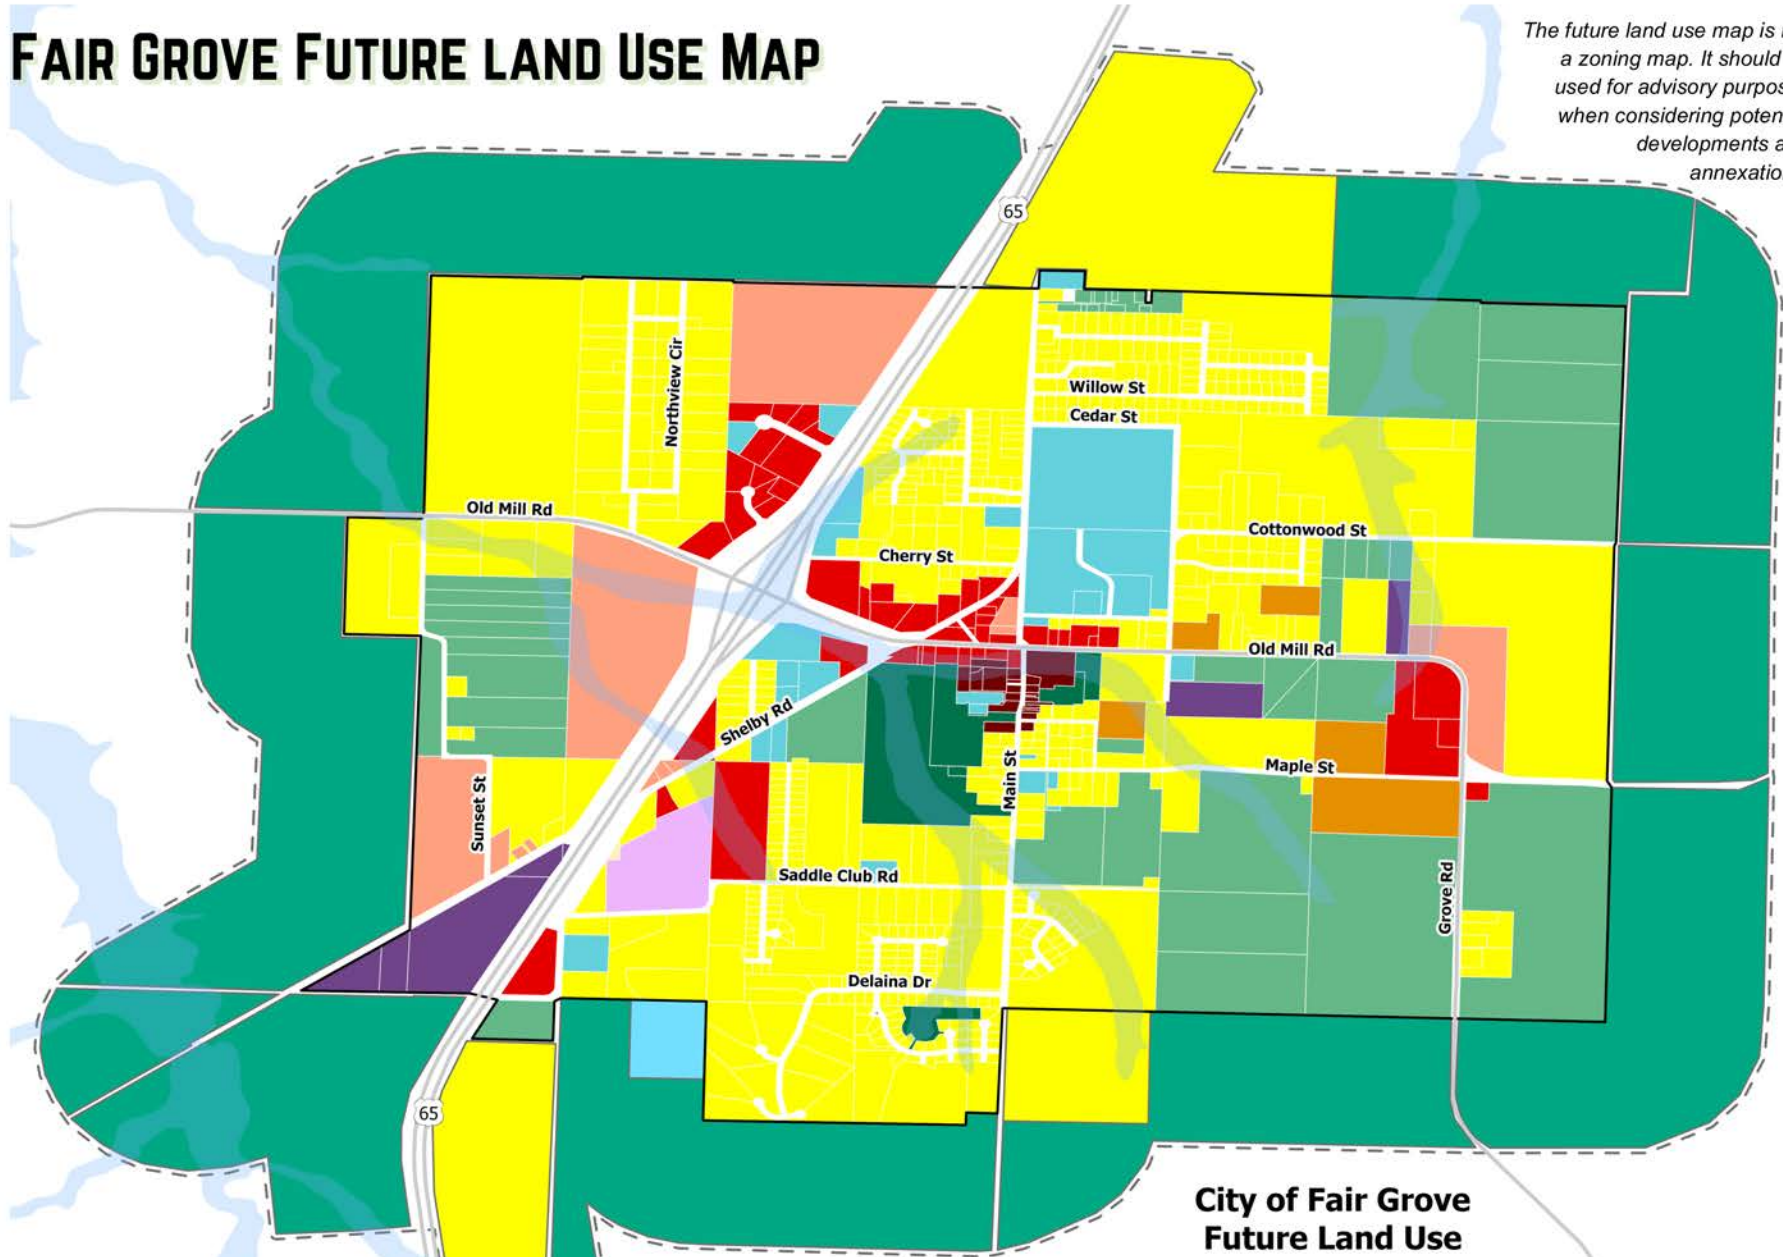 FAIR GROVE FUTURE LAND USE MAP
The future land use map is
a zoning map. It should
used for advisory
when considering
developments
65
Northview Cir
Willow St
Cedar St
Old Mill Rd
Cottonwood St
Cherry St
Old Mill Rd
Shelby Rd
Main St
Maple St
Sunset St
Saddle Club Rd
Grove Rd
Delaina Dr
65
City of Fair Grove
Future Land Use